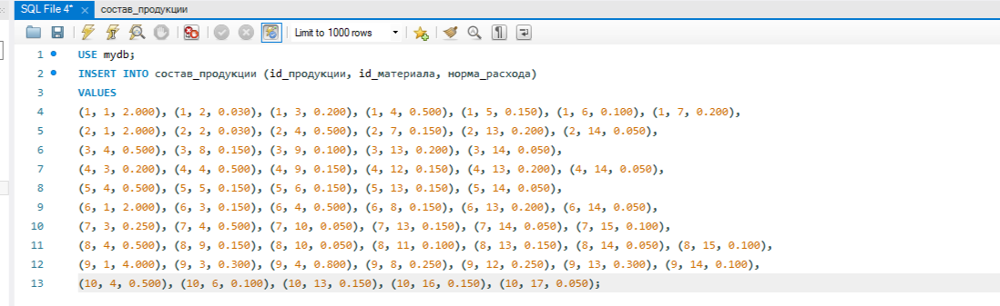 SQL File 4* × состав_продукции
Limit to 1000 rows
1 USE mydb;
2 INSERT INTO состав_продукции (id_продукции, id_материала, норма_расхода)
3 VALUES
4 (1, 1, 2.000), (1, 2, 0.030), (1, 3, 0.200), (1, 4, 0.500), (1, 5, 0.150), (1, 6, 0.100), (1, 7, 0.200),
5 (2, 1, 2.000), (2, 2, 0.030), (2, 4, 0.500), (2, 7, 0.150), (2, 13, 0.200), (2, 14, 0.050),
6 (3, 4, 0.500), (3, 8, 0.150), (3, 9, 0.100), (3, 13, 0.200), (3, 14, 0.050),
7 (4, 3, 0.200), (4, 4, 0.500), (4, 9, 0.150), (4, 12, 0.150), (4, 13, 0.200), (4, 14, 0.050),
8 (5, 4, 0.500), (5, 5, 0.150), (5, 6, 0.150), (5, 13, 0.150), (5, 14, 0.050),
9 (6, 1, 2.000), (6, 3, 0.150), (6, 4, 0.500), (6, 8, 0.150), (6, 13, 0.200), (6, 14, 0.050),
10 (7, 3, 0.250), (7, 4, 0.500), (7, 10, 0.050), (7, 13, 0.150), (7, 14, 0.050), (7, 15, 0.100),
11 (8, 4, 0.500), (8, 9, 0.150), (8, 10, 0.050), (8, 11, 0.100), (8, 13, 0.150), (8, 14, 0.050), (8, 15, 0.100),
12 (9, 1, 4.000), (9, 3, 0.300), (9, 4, 0.800), (9, 8, 0.250), (9, 12, 0.250), (9, 13, 0.300), (9, 14, 0.100),
13 (10, 4, 0.500), (10, 6, 0.100), (10, 13, 0.150), (10, 16, 0.150), (10, 17, 0.050);